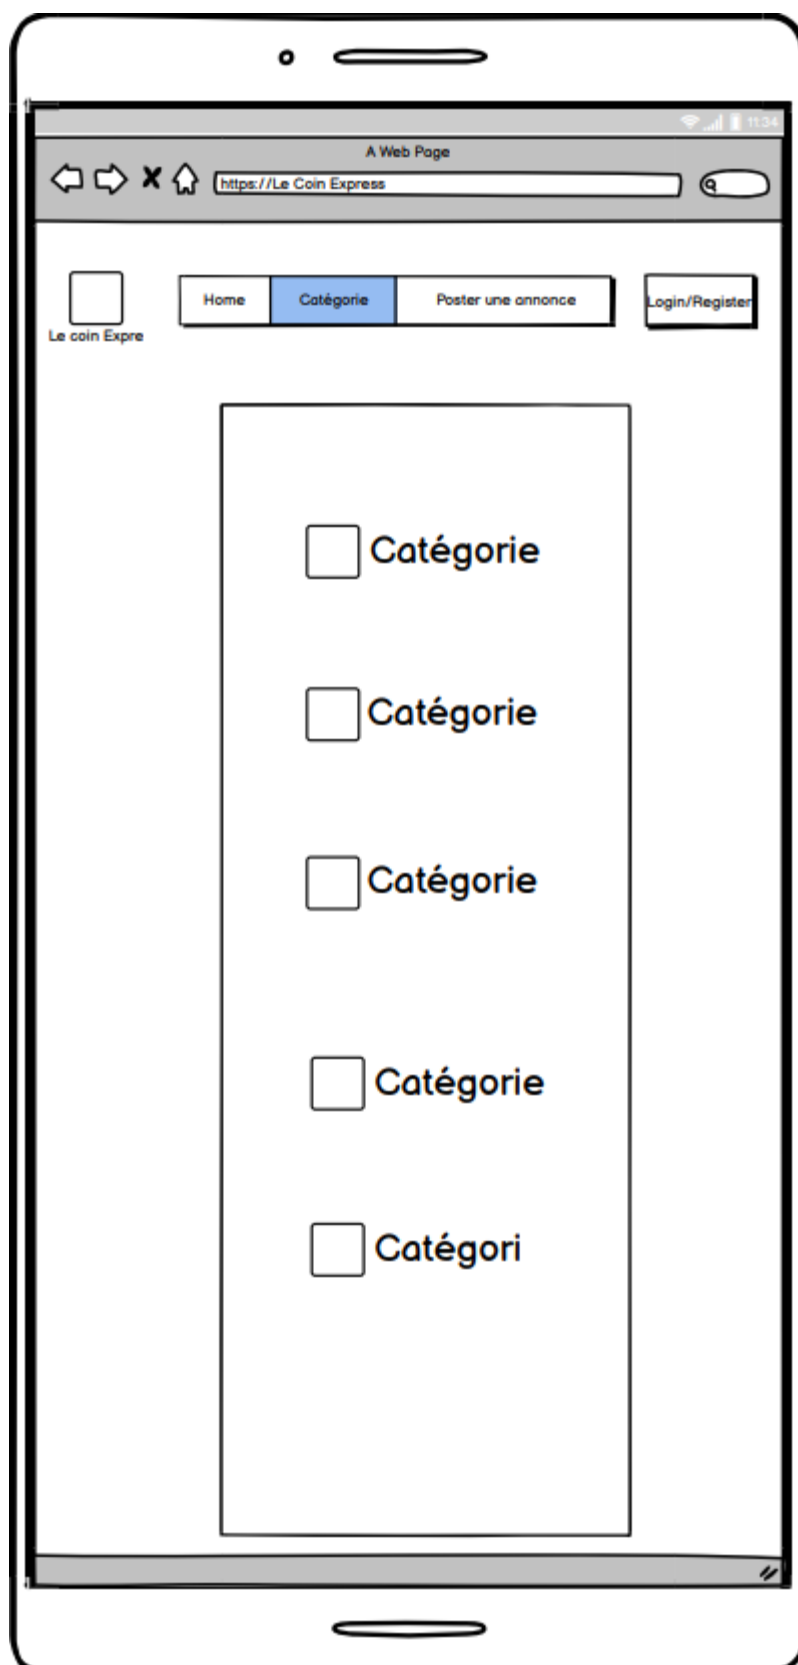 11:34
A Web Page
https://Le Coin Express
Home Catégorie Poster une annonce Login/Register
Le coin Expre
Catégorie
Catégorie
Catégorie
Catégorie
Catégori